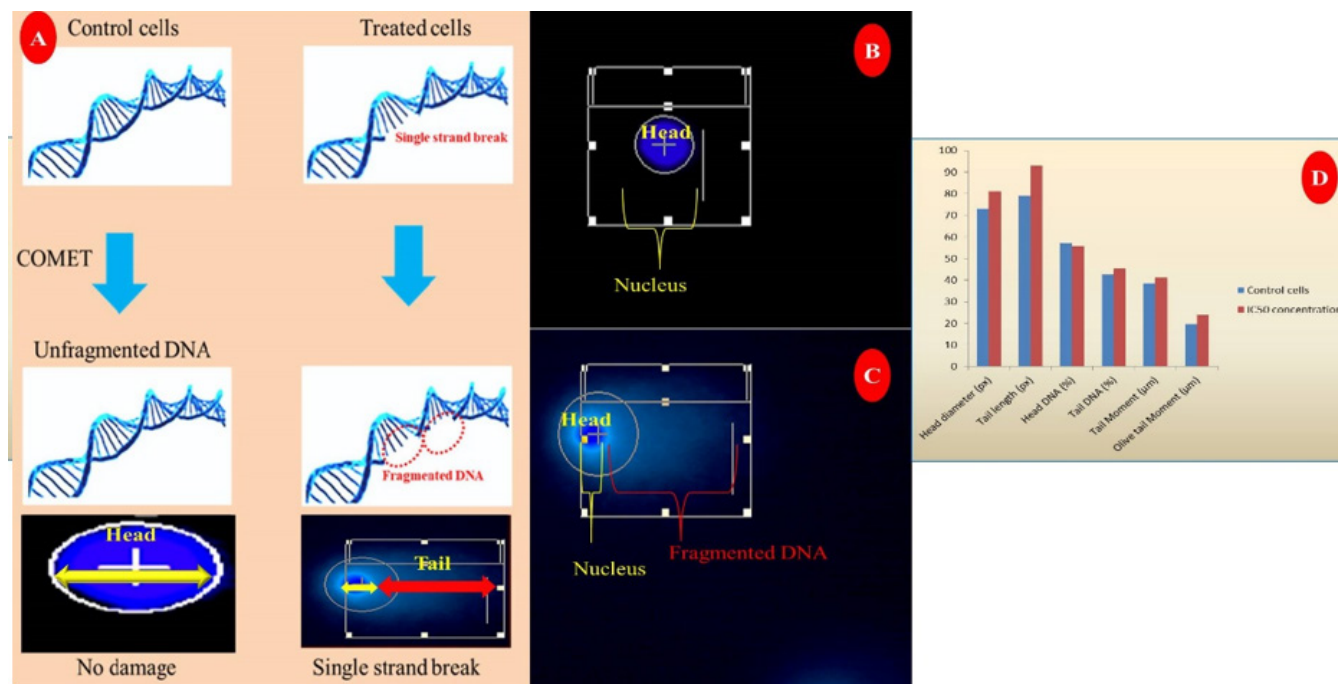 A
Control cells
Treated cells
Single strand break
COMET
Unfragmented DNA
Fragmented DNA
Head
Tail
No damage
Single strand break
B
Head
Nucleus
C
Head
Nucleus
Fragmented DNA
D
100
90
80
70
60
50
40
30
20
10
0
Head diameter (px)
Tail length (px)
Head DNA (%)
Tail DNA (%)
Tail Moment (µm)
Olive tail Moment (µm)
Control cells
IC50 concentration